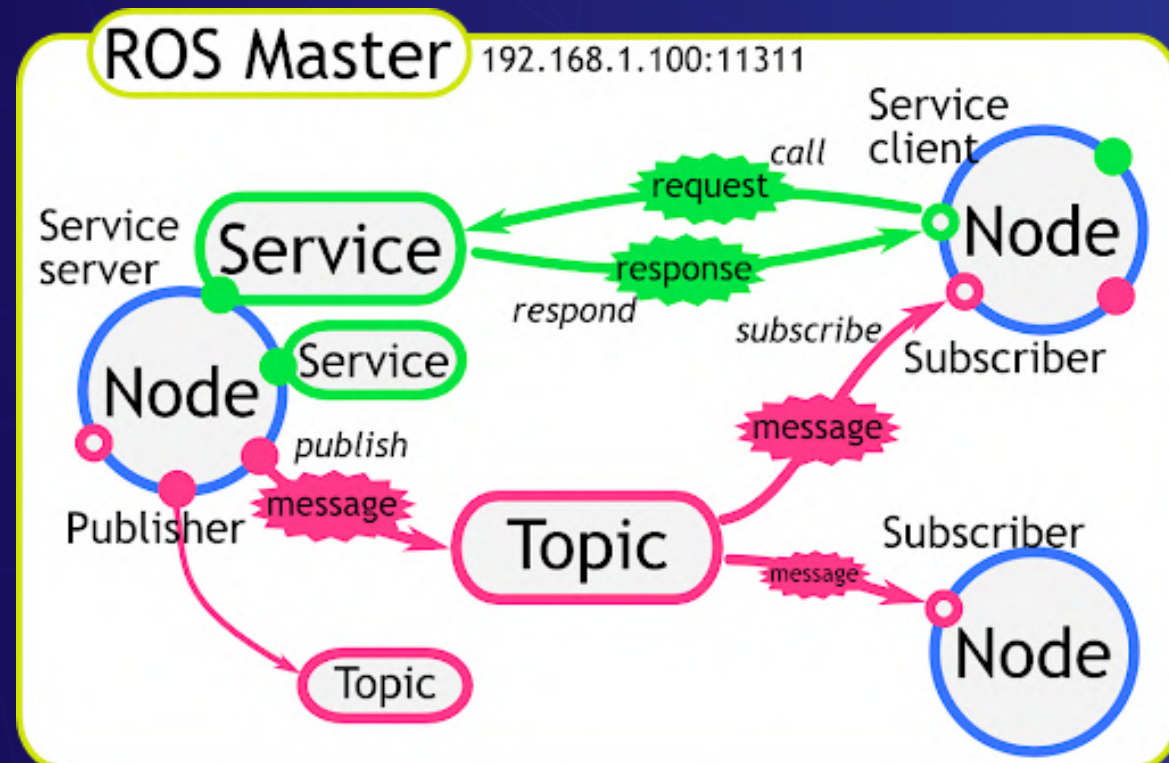 ROS Master
192.168.1.100:11311
Service
client
call
request
Service
server
Service
Node
response
respond
subscribe
Subscriber
Service
Node
publish
message
message
Publisher
Topic
Subscriber
message
Node
Topic